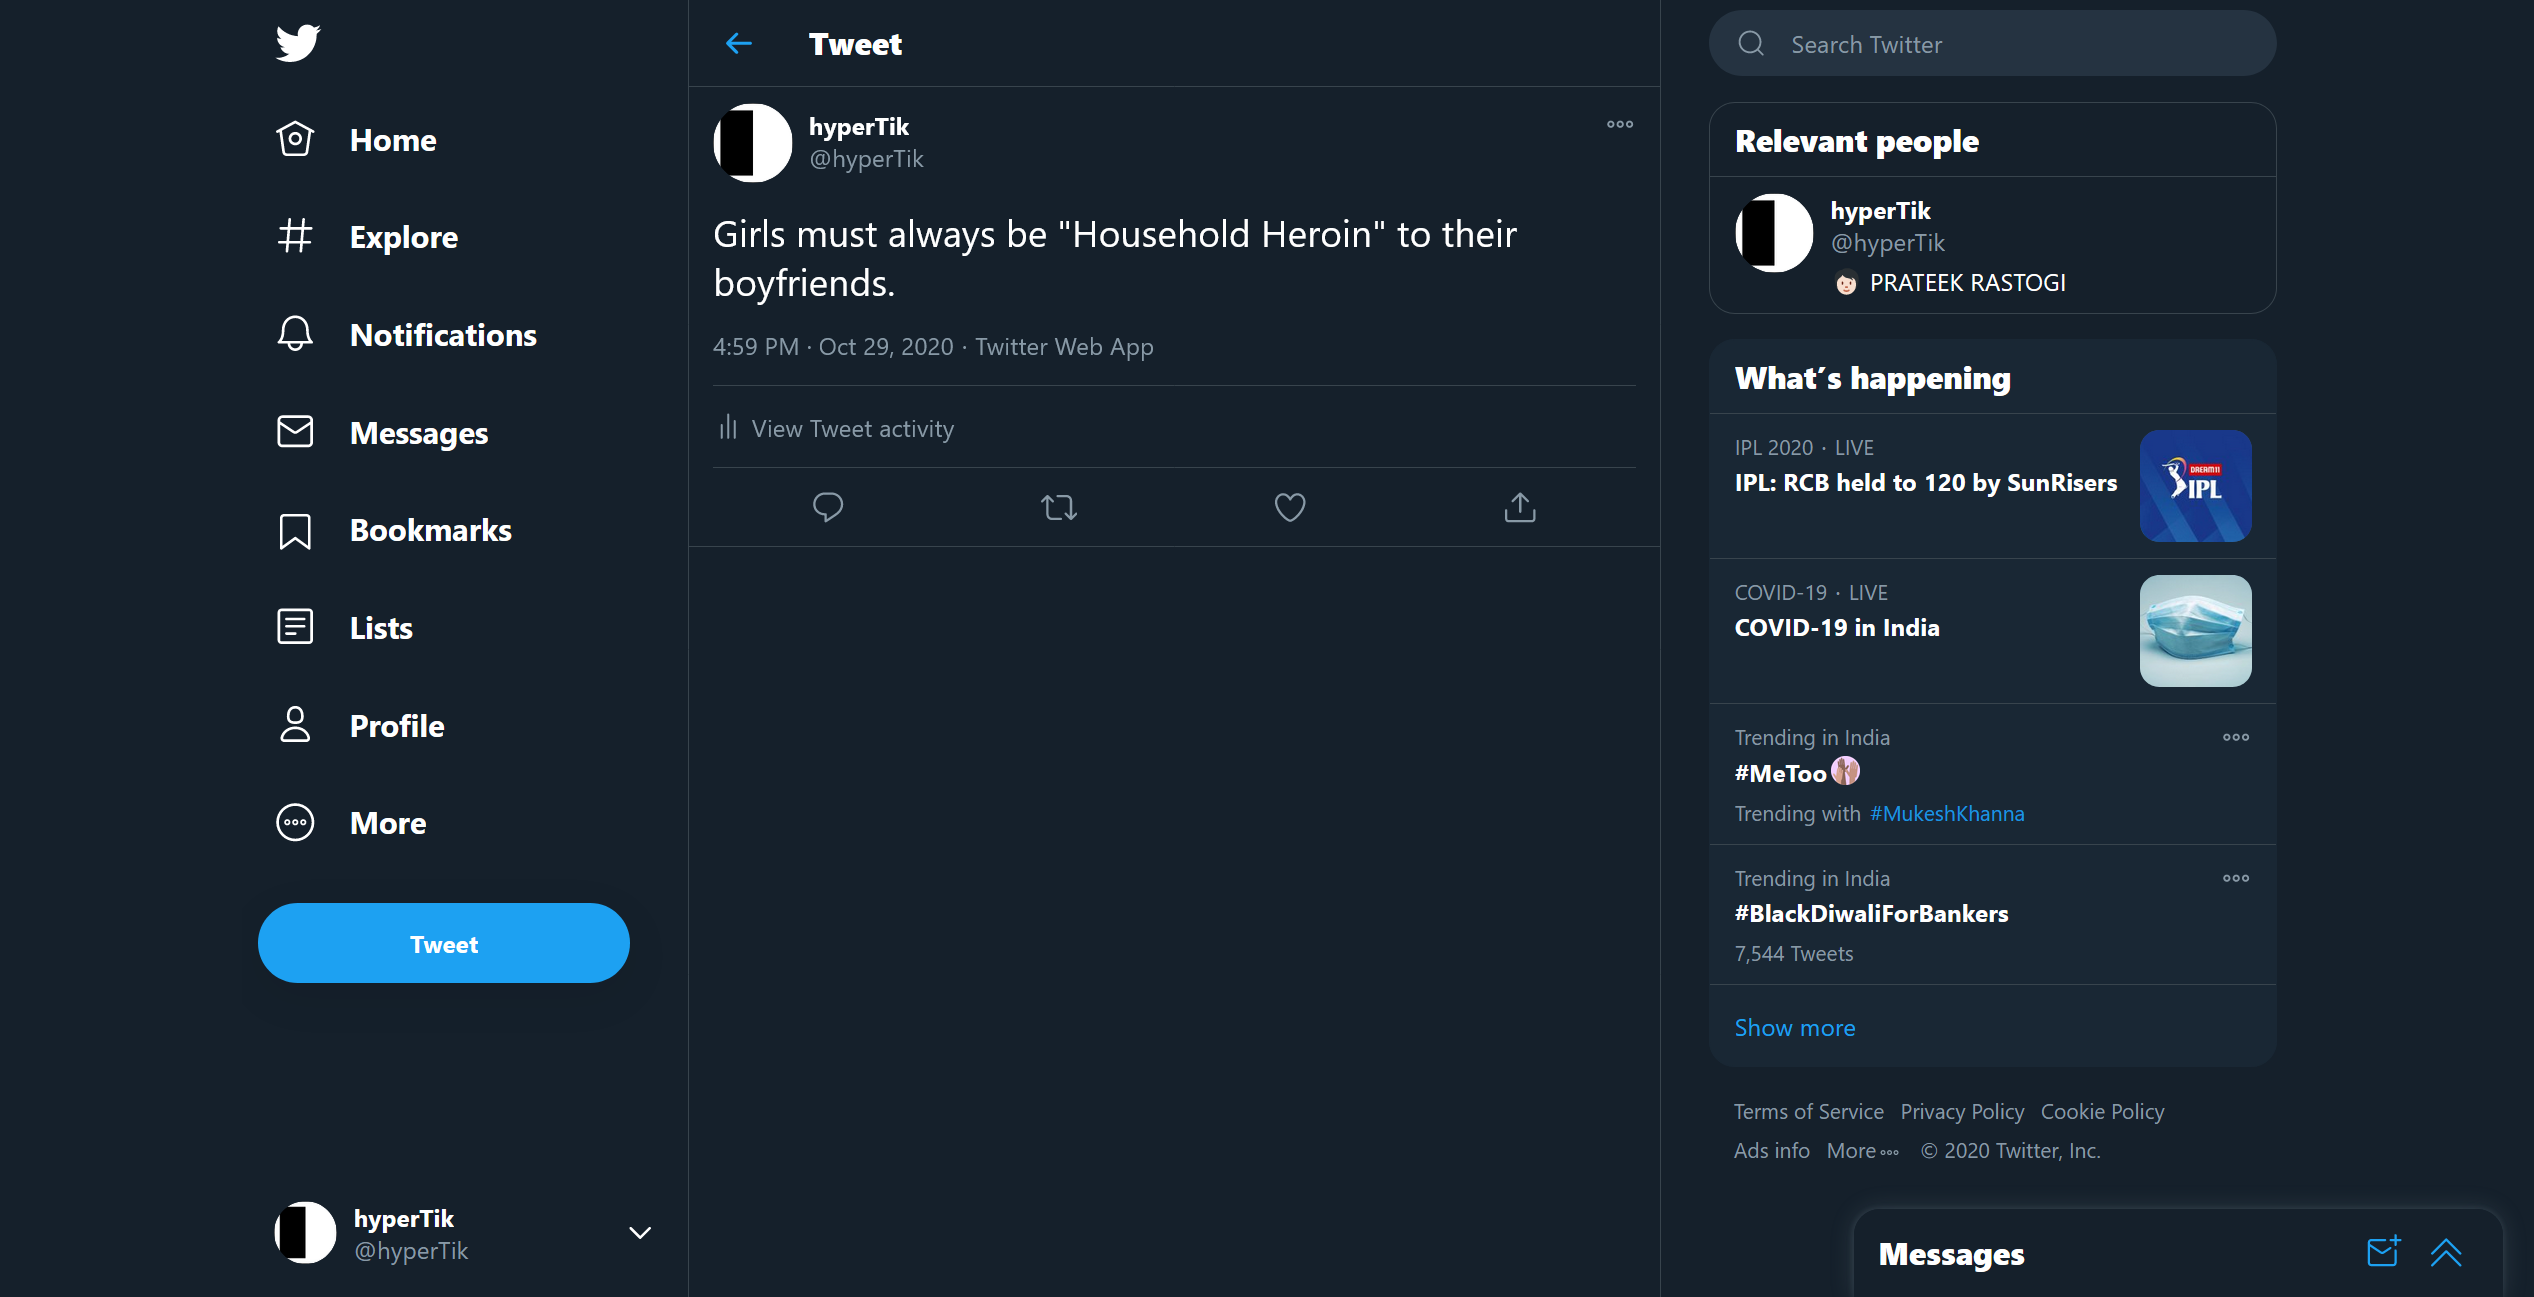 Home
Explore
Notifications
Messages
Bookmarks
Lists
Profile
More
Tweet
hyperTik
@hyperTik
Tweet
hyperTik
@hyperTik
Girls must always be "Household Heroin" to their
boyfriends.
4:59 PM · Oct 29, 2020 · Twitter Web App
View Tweet activity
Search Twitter
Relevant people
hyperTik
@hyperTik
PRATEEK RASTOGI
What´s happening
IPL 2020 · LIVE
IPL: RCB held to 120 by SunRisers
DREAM11
IPL
COVID-19 · LIVE
COVID-19 in India
Trending in India
#MeToo
Trending with #MukeshKhanna
Trending in India
#BlackDiwaliForBankers
7,544 Tweets
Show more
Terms of Service Privacy Policy Cookie Policy
Ads info More © 2020 Twitter, Inc.
Messages